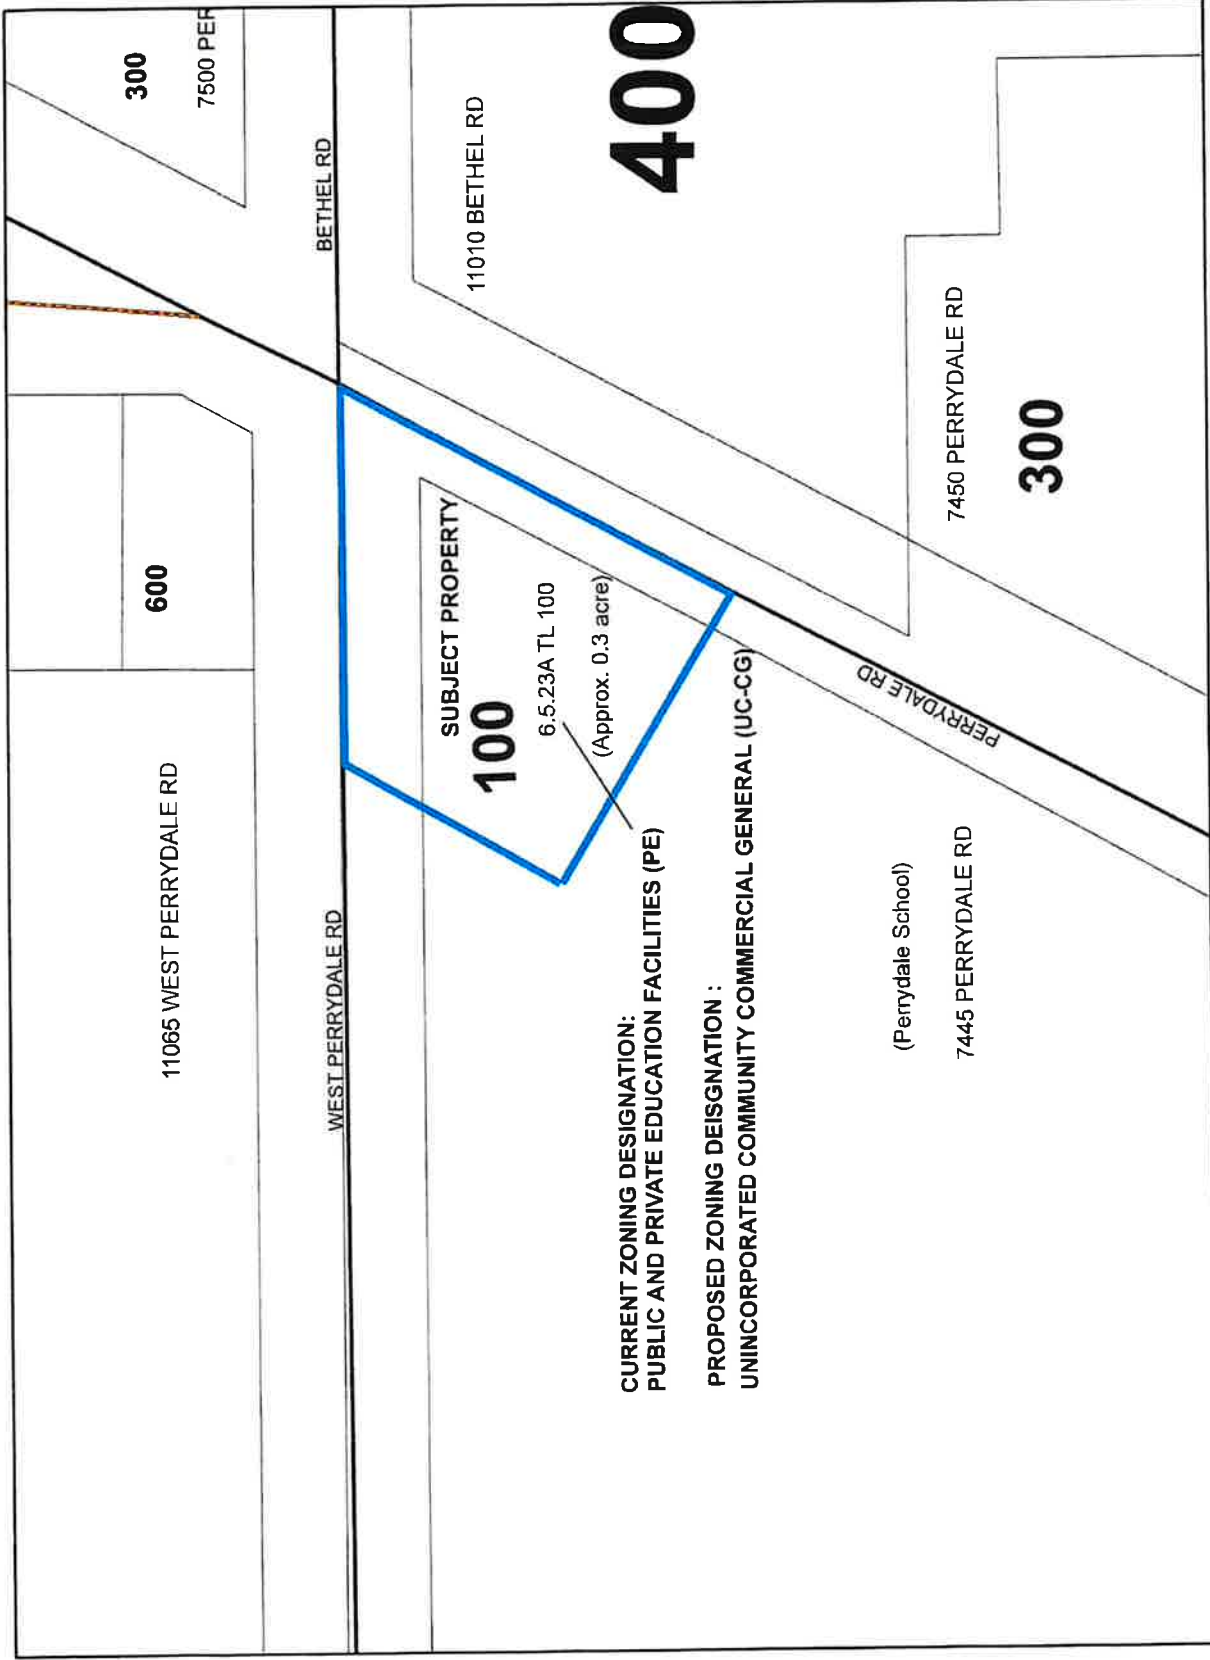 300
7500 PER
BETHEL RD
11010 BETHEL RD
400
600
11065 WEST PERRYDALE RD
WEST PERRYDALE RD
SUBJECT PROPERTY
100
6.5.23A TL 100
(Approx. 0.3 acre)
CURRENT ZONING DESIGNATION:
PUBLIC AND PRIVATE EDUCATION FACILITIES (PE)
PROPOSED ZONING DEISGNATION :
UNINCORPORATED COMMUNITY COMMERCIAL GENERAL (UC-CG)
PERRYDALE RD
7450 PERRYDALE RD
300
(Perrydale School)
7445 PERRYDALE RD